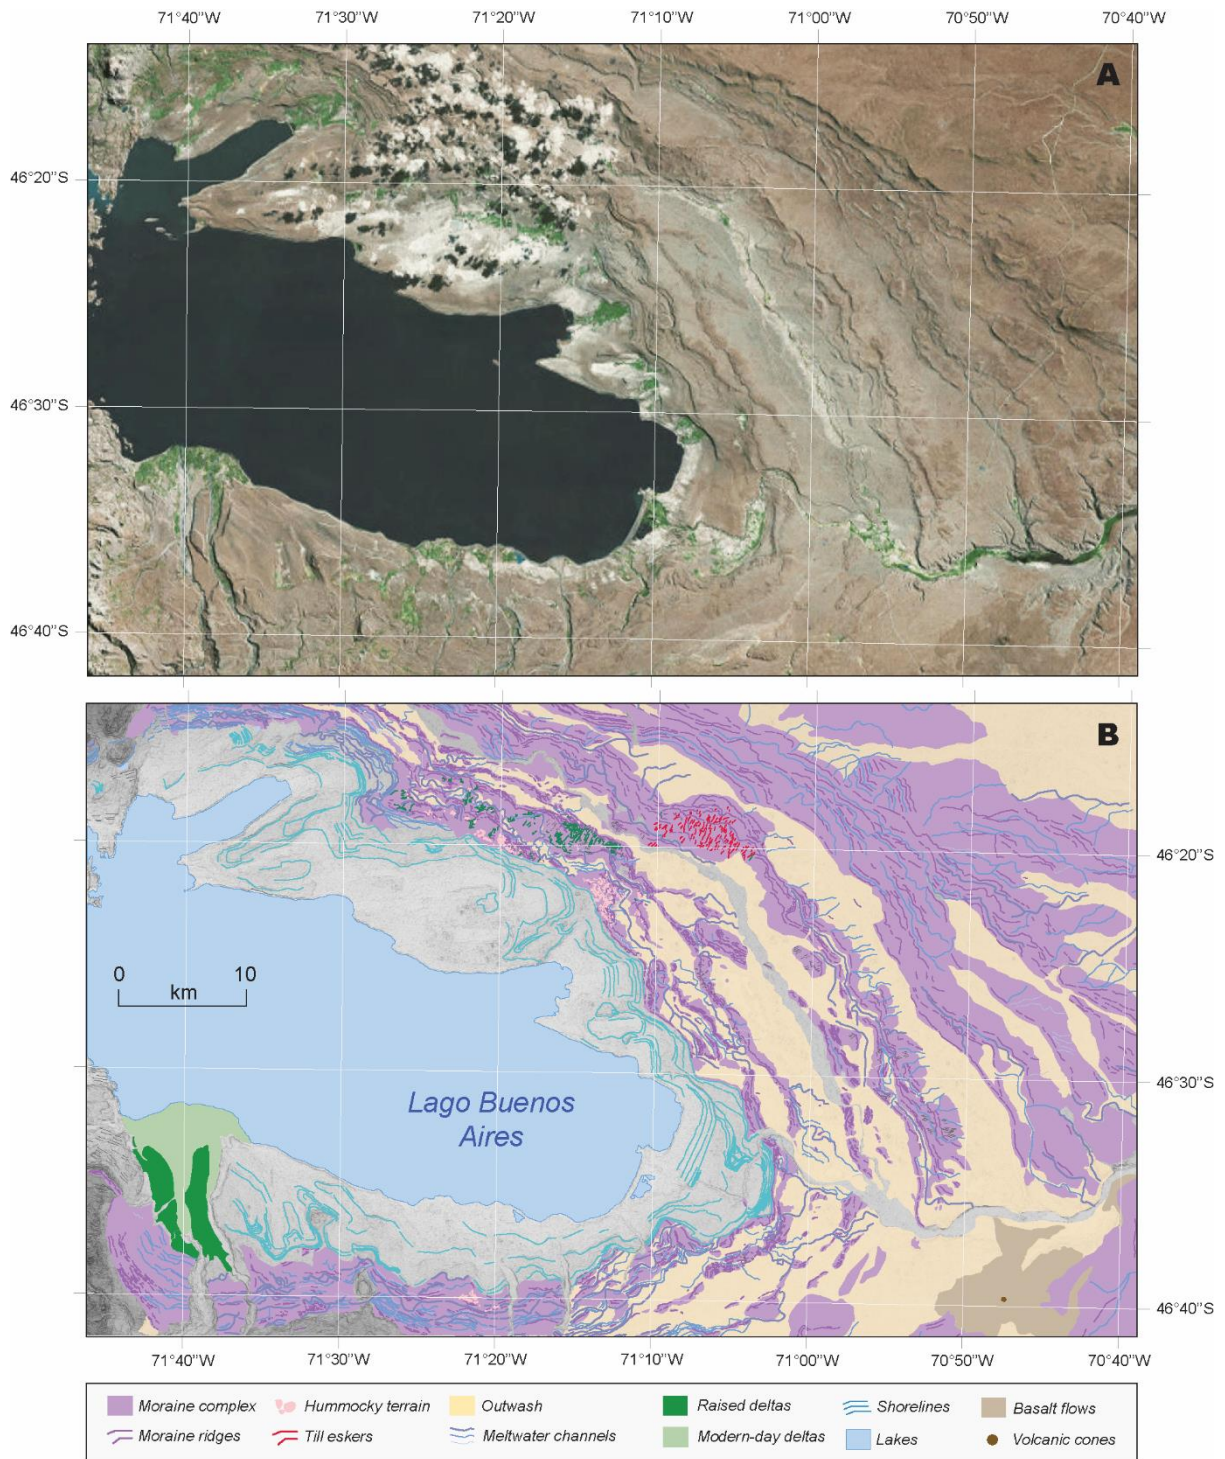 71°40"W 71°30"W 71°20"W 71°10"W 71°00"W 70°50"W 70°40"W
A
46°20"S
46°30"S
46°40"S
B
46°20"S
0 10
km
46°30"S
Lago Buenos
Aires
46°40"S
71°40"W 71°30"W 71°20"W 71°10"W 71°00"W 70°50"W 70°40"W
Moraine complex Hummocky terrain Outwash Raised deltas Shorelines Basalt flows
Moraine ridges Till eskers Meltwater channels Modern-day deltas Lakes Volcanic cones